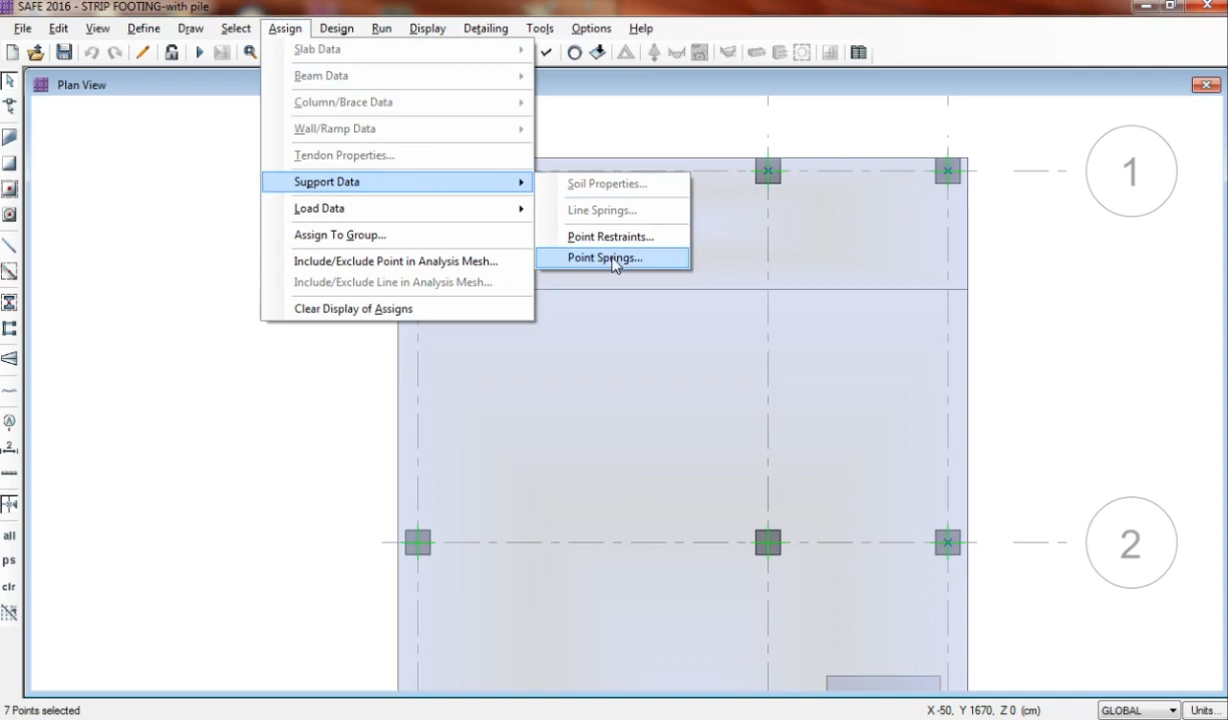 SAFE 2016 - STRIP FOOTING-with pile
File Edit View Define Draw Select Assign Design Run Display Detailing Tools Options Help
Plan View
Slab Data
Beam Data
Column/Brace Data
Wall/Ramp Data
Tendon Properties...
Support Data
Load Data
Assign To Group...
Include/Exclude Point in Analysis Mesh...
Include/Exclude Line in Analysis Mesh...
Clear Display of Assigns
Soil Properties...
Line Springs...
Point Restraints...
Point Springs...
1
2
2
all
ps
clr
7 Points selected
X -50, Y 1670, Z 0 (cm)
GLOBAL
Units...